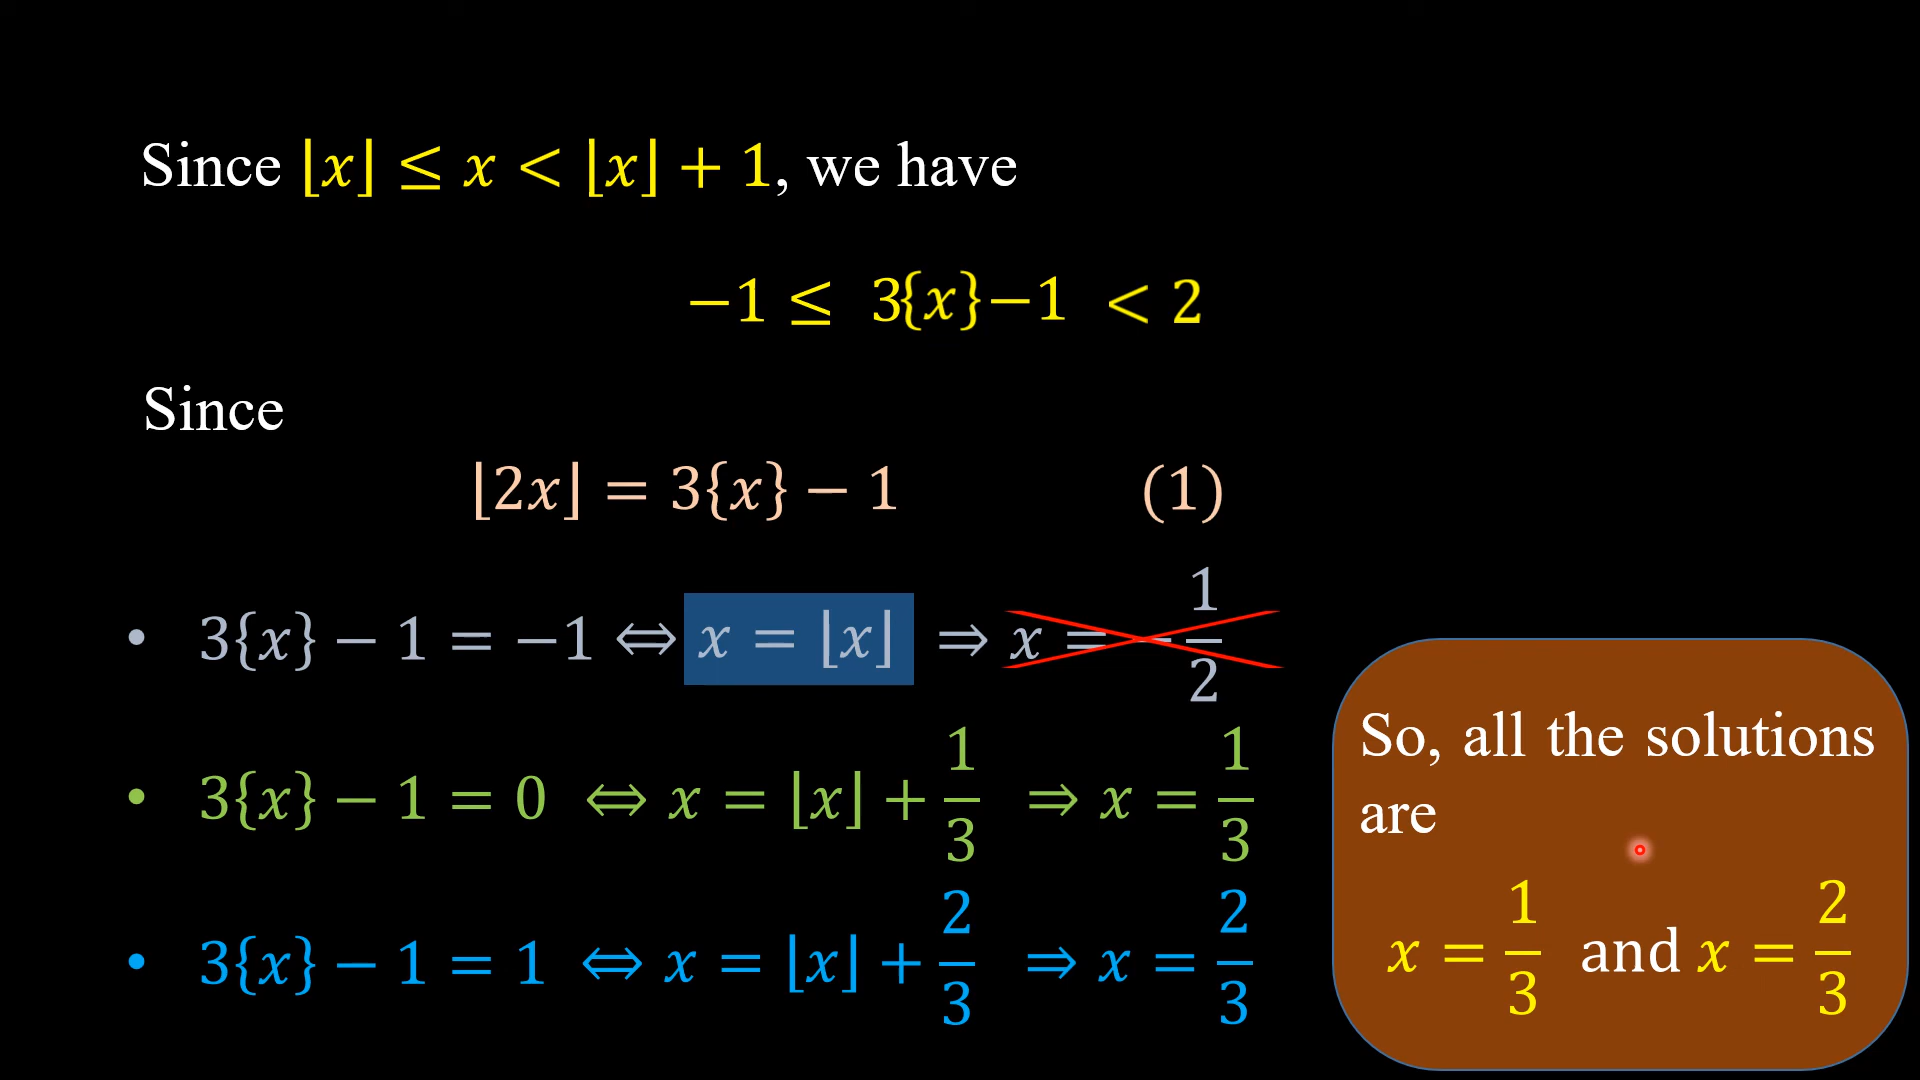 Since ⌊x⌋ ≤ x < ⌊x⌋ + 1, we have
−1 ≤ 3{x}−1 < 2
Since
⌊2x⌋ = 3{x} − 1 (1)
• 3{x} − 1 = −1 ⇔ x = ⌊x⌋ ⇒ x = −1/2
• 3{x} − 1 = 0 ⇔ x = ⌊x⌋ + 1/3 ⇒ x = 1/3
• 3{x} − 1 = 1 ⇔ x = ⌊x⌋ + 2/3 ⇒ x = 2/3
So, all the solutions
are
x = 1/3 and x = 2/3